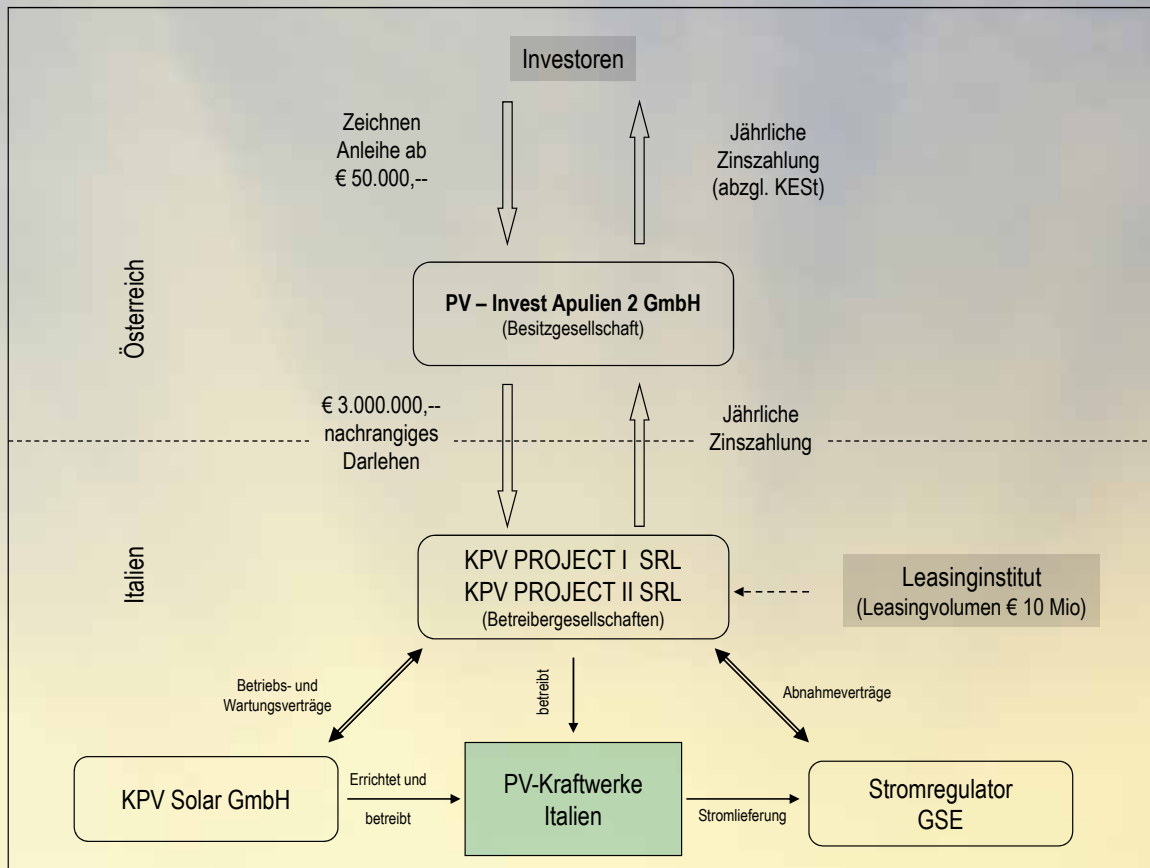 Investoren
Zeichnen
Anleihe ab
€ 50.000,--
Jährliche
Zinszahlung
(abzgl. KESt)
Österreich
PV – Invest Apulien 2 GmbH
(Besitzgesellschaft)
€ 3.000.000,--
nachrangiges
Darlehen
Jährliche
Zinszahlung
Italien
KPV PROJECT I SRL
KPV PROJECT II SRL
(Betreibergesellschaften)
Leasinginstitut
(Leasingvolumen € 10 Mio)
Betriebs- und
Wartungsverträge
betreibt
Abnahmeverträge
KPV Solar GmbH
Errichtet und
betreibt
PV-Kraftwerke
Italien
Stromlieferung
Stromregulator
GSE